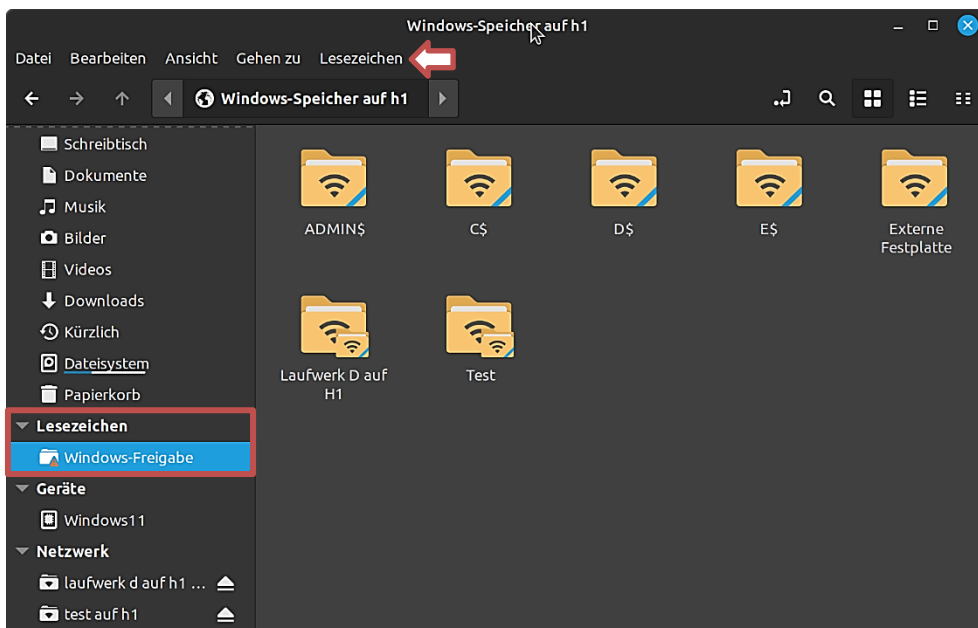 Windows-Speicher auf h1
Datei Bearbeiten Ansicht Gehen zu Lesezeichen
Windows-Speicher auf h1
Schreibtisch
Dokumente
Musik
Bilder
Videos
Downloads
Kürzlich
Dateisystem
Papierkorb
Lesezeichen
Windows-Freigabe
Geräte
Windows11
Netzwerk
laufwerk d auf h1 ...
test auf h1
ADMIN$
C$
D$
E$
Externe
Festplatte
Laufwerk D auf
H1
Test